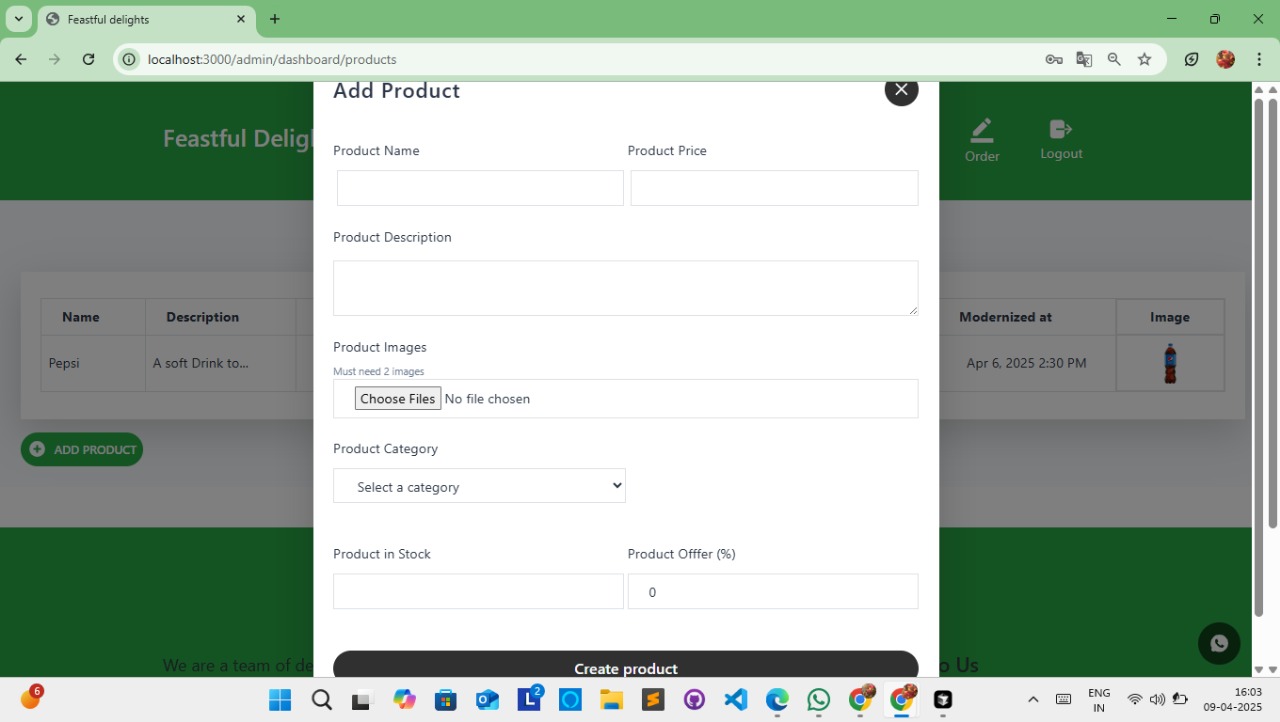 Feastful delights
localhost:3000/admin/dashboard/products
Add Product
Feastful Deligh
Order
Logout
Product Name
Product Price
Product Description
Name
Description
Modernized at
Image
Pepsi
A soft Drink to...
Apr 6, 2025 2:30 PM
Product Images
Must need 2 images
Choose Files No file chosen
ADD PRODUCT
Product Category
Select a category
Product in Stock
Product Offfer (%)
0
We are a team of de
o Us
Create product
6
2
ENG
IN
16:03
09-04-2025